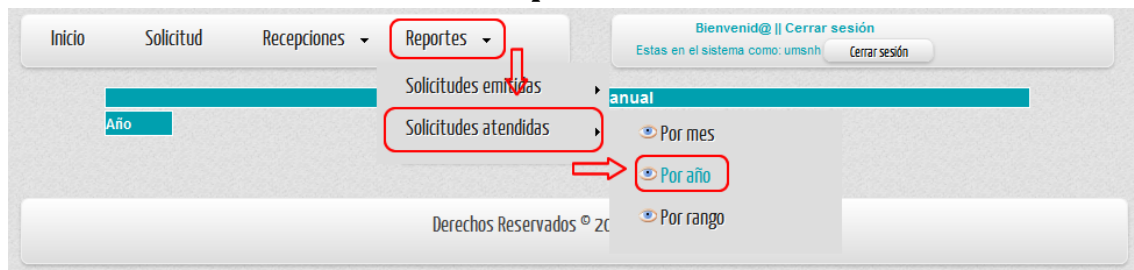 Inicio
Solicitud
Recepciones
Reportes
Bienvenid@ || Cerrar sesión
Estas en el sistema como: umsnh
Cerrar sesión
Solicitudes emitidas
anual
Año
Solicitudes atendidas
Por mes
Por año
Por rango
Derechos Reservados © 20